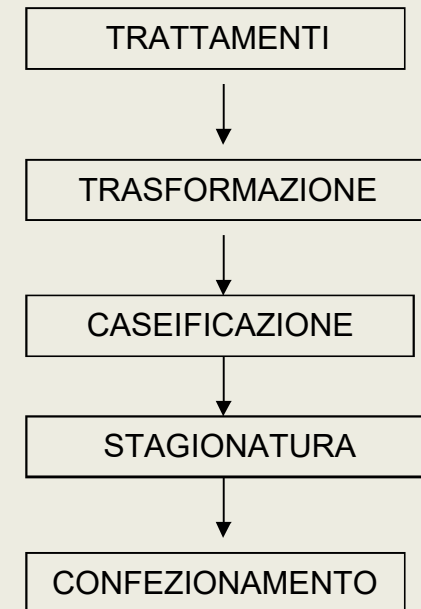 TRATTAMENTI
TRASFORMAZIONE
CASEIFICAZIONE
STAGIONATURA
CONFEZIONAMENTO